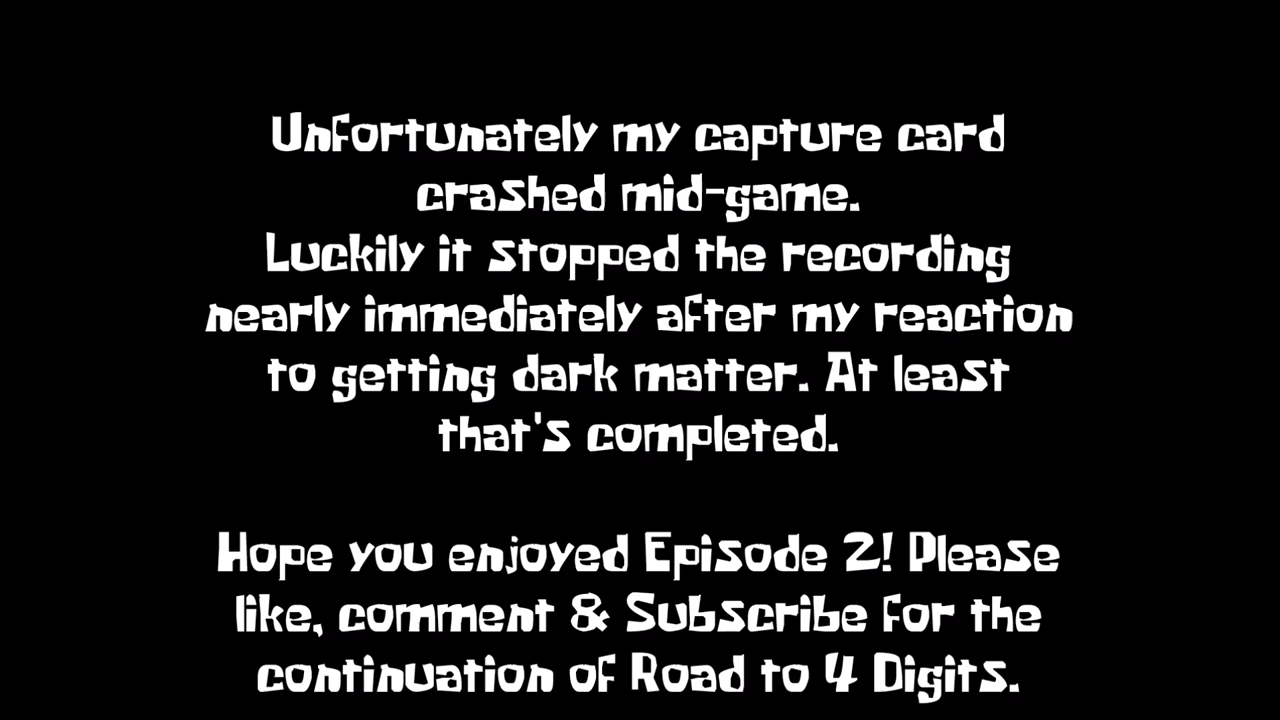 Unfortunately my capture card
crashed mid-game.
Luckily it stopped the recording
nearly immediately after my reaction
to getting dark matter. At least
that's completed.
Hope you enjoyed Episode 2! Please
like, comment & Subscribe for the
continuation of Road to 4 Digits.